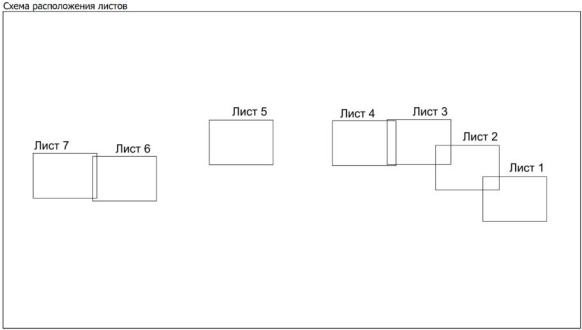 Схема расположения листов
Лист 5
Лист 4
Лист 3
Лист 2
Лист 7
Лист 6
Лист 1